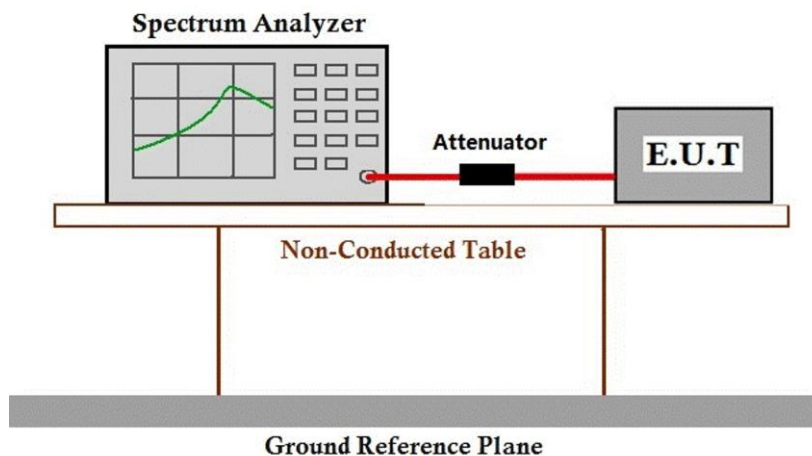 Spectrum Analyzer
Attenuator
E.U.T
Non-Conducted Table
Ground Reference Plane